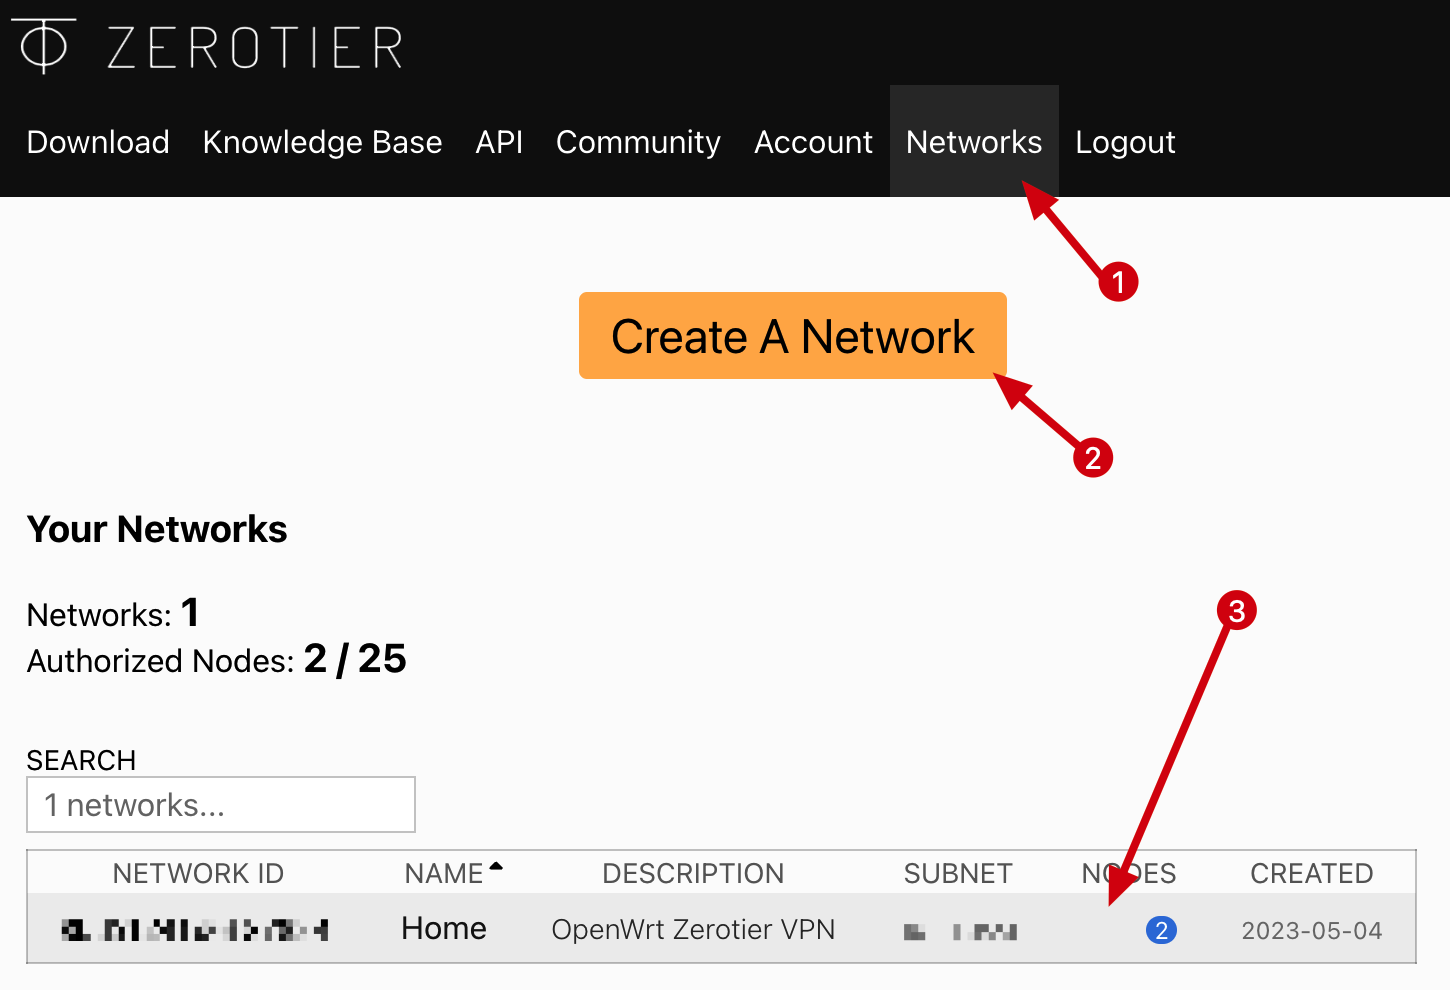 ZEROTIER
Download Knowledge Base API Community Account Networks Logout
1
Create A Network
2
Your Networks
Networks: 1
Authorized Nodes: 2 / 25
3
SEARCH
1 networks...
NETWORK ID NAME DESCRIPTION SUBNET NODES CREATED
Home OpenWrt Zerotier VPN 2 2023-05-04